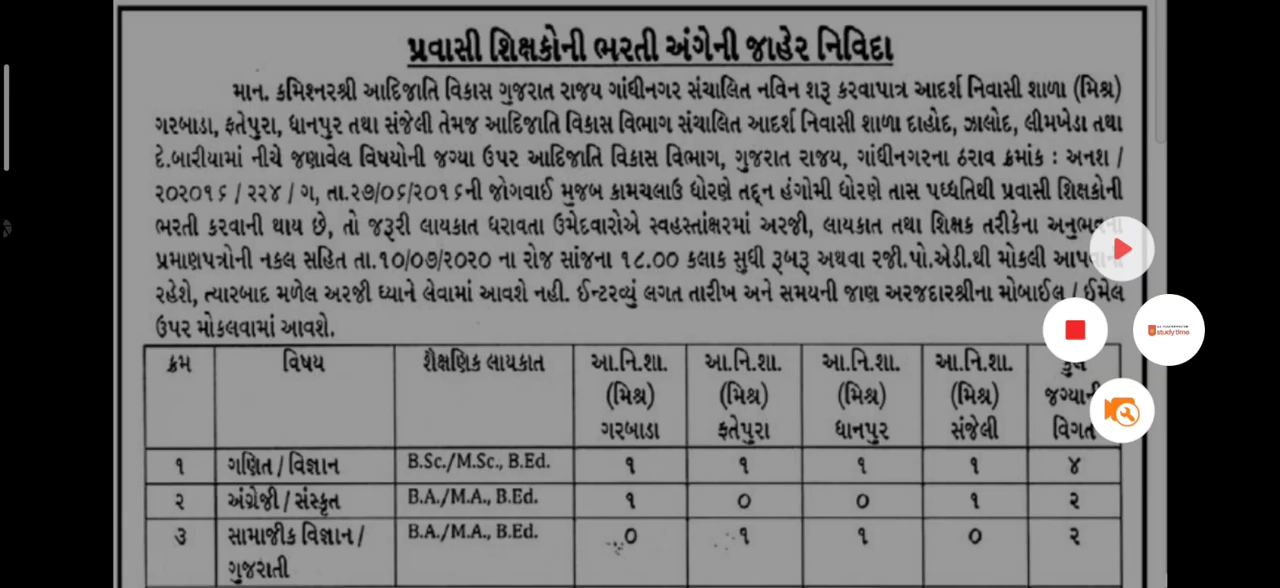 પ્રવાસી શિક્ષકોની ભરતી અંગેની જાહેર નિવિદા
માન. કમિશ્નરશ્રી આદિજાતિ વિકાસ ગુજરાત રાજય ગાંધીનગર સંચાલિત નવિન શરૂ કરવાપાત્ર આદર્શ નિવાસી શાળા (મિશ્ર)
ગરબાડા, ફતેપુરા, ધાનપુર તથા સંજેલી તેમજ આદિજાતિ વિકાસ વિભાગ સંચાલિત આદર્શ નિવાસી શાળા દાહોદ, ઝાલોદ, લીમખેડા તથા
દે.બારીયામાં નીચે જણાવેલ વિષયોની જગ્યા ઉપર આદિજાતિ વિકાસ વિભાગ, ગુજરાત રાજય, ગાંધીનગરના ઠરાવ ક્રમાંક : અનશ /
૨૦૨૦૧૬ / ૨૨૪ / ગ, તા.૨૭/૦૬/૨૦૧૬ની જોગવાઈ મુજબ કામચલાઉ ધોરણે તદ્દન હંગોમી ધોરણે તાસ પધ્ધતિથી પ્રવાસી શિક્ષકોની
ભરતી કરવાની થાય છે, તો જરૂરી લાયકાત ધરાવતા ઉમેદવારોએ સ્વહસ્તાંક્ષરમાં અરજી, લાયકાત તથા શિક્ષક તરીકેના
પ્રમાણપત્રોની નકલ સહિત તા.૧૦/૦૭/૨૦૨૦ ના રોજ સાંજના ૧૮.૦૦ કલાક સુધી રૂબરૂ અથવા રજી.પો.એડી.થી મોકલી
રહેશે, ત્યારબાદ મળેલ અરજી ધ્યાને લેવામાં આવશે નહી. ઈન્ટરવ્યું લગત તારીખ અને સમયની જાણ અરજદારશ્રીના મોબાઈલ / ઈમેલ
ઉપર મોકલવામાં આવશે.
ક્રમ વિષય શૈક્ષણિક લાયકાત આ.નિ.શા. આ.નિ.શા. આ.નિ.શા. આ.નિ.શા.
(મિશ્ર) (મિશ્ર) (મિશ્ર) (મિશ્ર)
ગરબાડા ફતેપુરા ધાનપુર સંજેલી વિગત
૧ ગણિત / વિજ્ઞાન B.Sc./M.Sc., B.Ed. ૧ ૧ ૧ ૧ ૪
૨ અંગ્રેજી / સંસ્કૃત B.A./M.A., B.Ed. ૧ ૦ ૦ ૧ ૨
૩ સામાજીક વિજ્ઞાન / B.A./M.A., B.Ed. ૦ ૧ ૧ ૦ ૨
ગુજરાતી
studytime